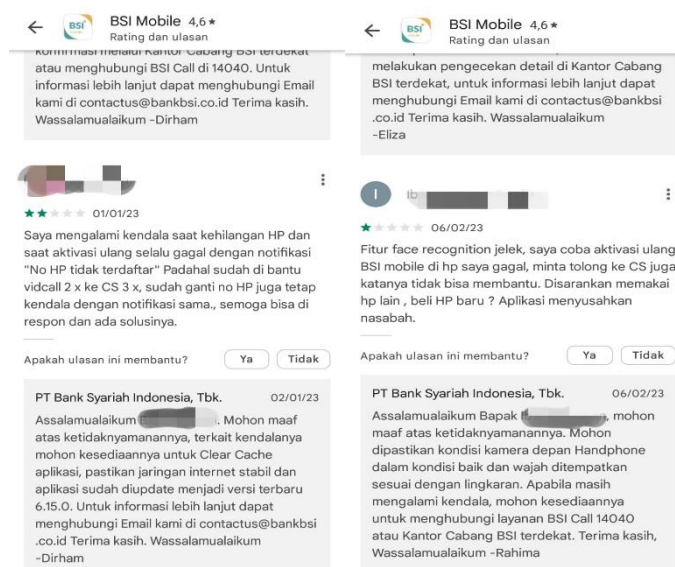 BSI Mobile 4,6★
Rating dan ulasan
atau menghubungi BSI Call di 14040. Untuk
informasi lebih lanjut dapat menghubungi Email
kami di contactus@bankbsi.co.id Terima kasih.
Wassalamualaikum -Dirham
01/01/23
Saya mengalami kendala saat kehilangan HP dan
saat aktivasi ulang selalu gagal dengan notifikasi
"No HP tidak terdaftar" Padahal sudah di bantu
vidcall 2 x ke CS 3 x, sudah ganti no HP juga tetap
kendala dengan notifikasi sama., semoga bisa di
respon dan ada solusinya.
Apakah ulasan ini membantu? Ya Tidak
PT Bank Syariah Indonesia, Tbk. 02/01/23
Assalamualaikum . Mohon maaf
atas ketidaknyamanannya, terkait kendalanya
mohon kesediaannya untuk Clear Cache
aplikasi, pastikan jaringan internet stabil dan
aplikasi sudah diupdate menjadi versi terbaru
6.15.0. Untuk informasi lebih lanjut dapat
menghubungi Email kami di contactus@bankbsi
.co.id Terima kasih. Wassalamualaikum
-Dirham
BSI Mobile 4,6★
Rating dan ulasan
melakukan pengecekan detail di Kantor Cabang
BSI terdekat, untuk informasi lebih lanjut dapat
menghubungi Email kami di contactus@bankbsi
.co.id Terima kasih. Wassalamualaikum
-Eliza
I Ib
06/02/23
Fitur face recognition jelek, saya coba aktivasi ulang
BSI mobile di hp saya gagal, minta tolong ke CS juga
katanya tidak bisa membantu. Disarankan memakai
hp lain , beli HP baru ? Aplikasi menyusahkan
nasabah.
Apakah ulasan ini membantu? Ya Tidak
PT Bank Syariah Indonesia, Tbk. 06/02/23
Assalamualaikum Bapak , mohon
maaf atas ketidaknyamanannya. Mohon
dipastikan kondisi kamera depan Handphone
dalam kondisi baik dan wajah ditempatkan
sesuai dengan lingkaran. Apabila masih
mengalami kendala, mohon kesediaannya
untuk menghubungi layanan BSI Call 14040
atau Kantor Cabang BSI terdekat. Terima kasih,
Wassalamualaikum -Rahima